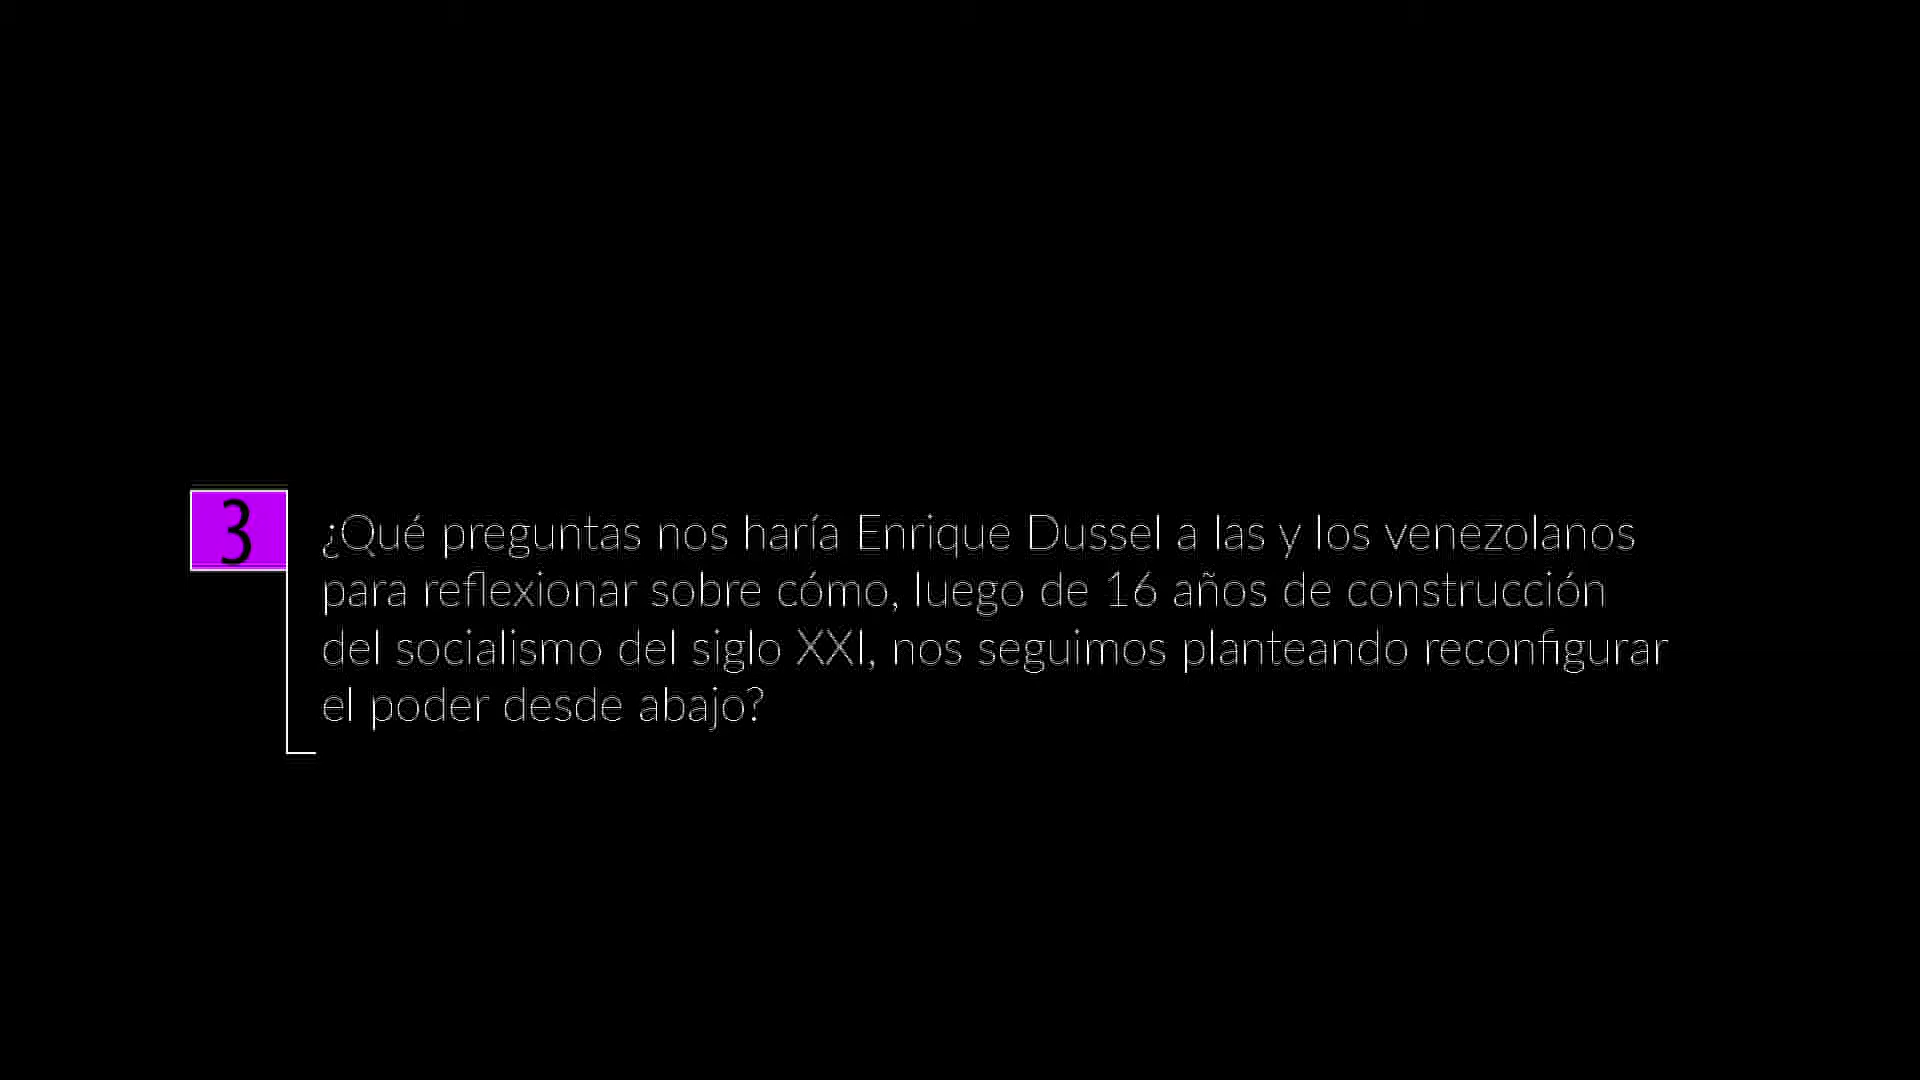 3
¿Qué preguntas nos haría Enrique Dussel a las y los venezolanos
para reflexionar sobre cómo, luego de 16 años de construcción
del socialismo del siglo XXI, nos seguimos planteando reconfigurar
el poder desde abajo?